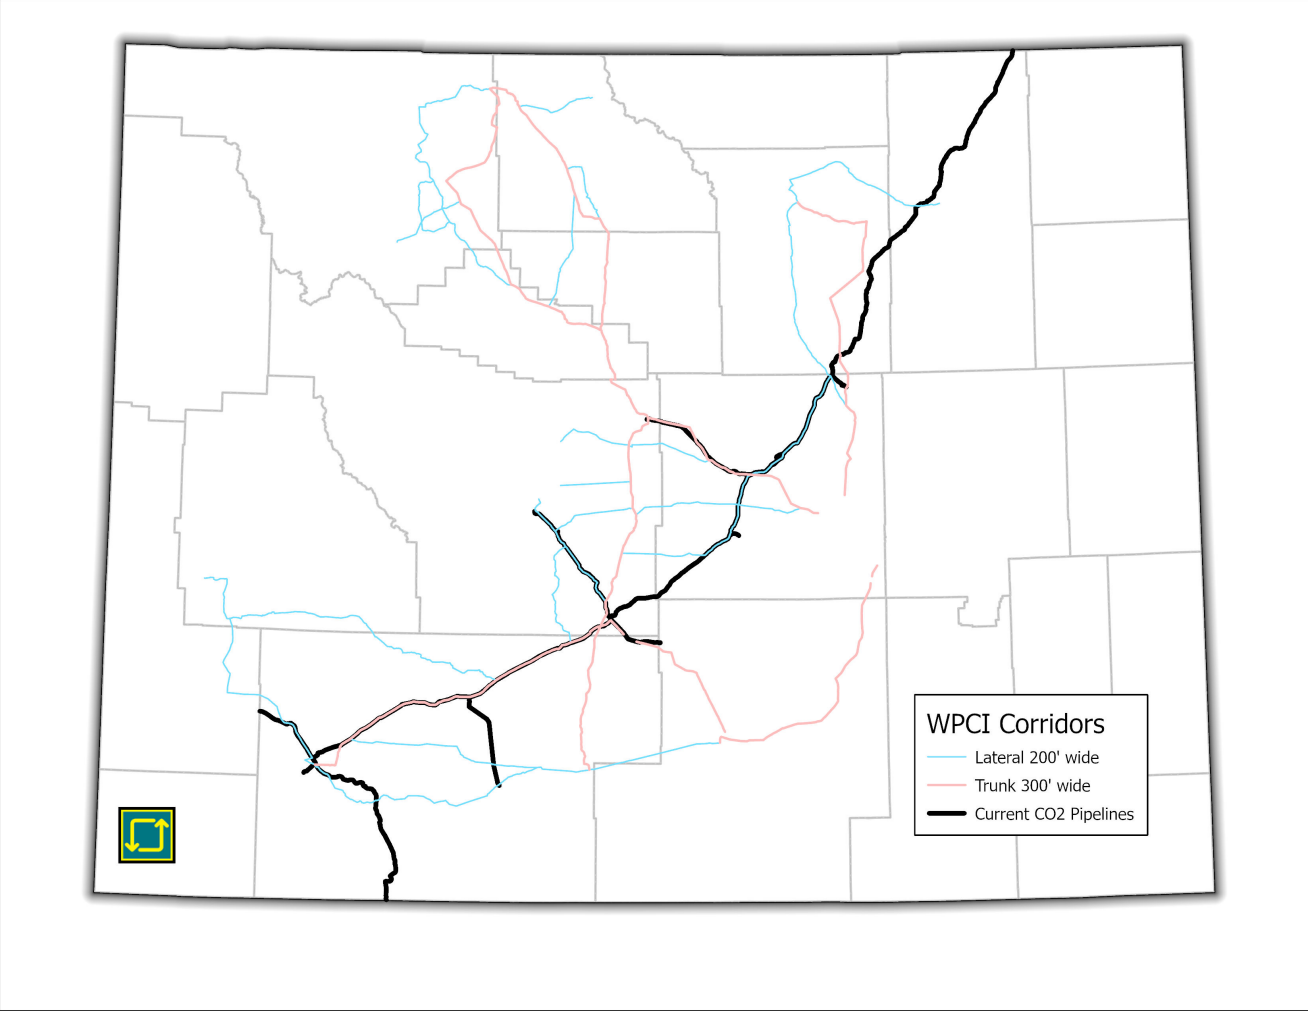 WPCI Corridors
Lateral 200' wide
Trunk 300' wide
Current CO2 Pipelines